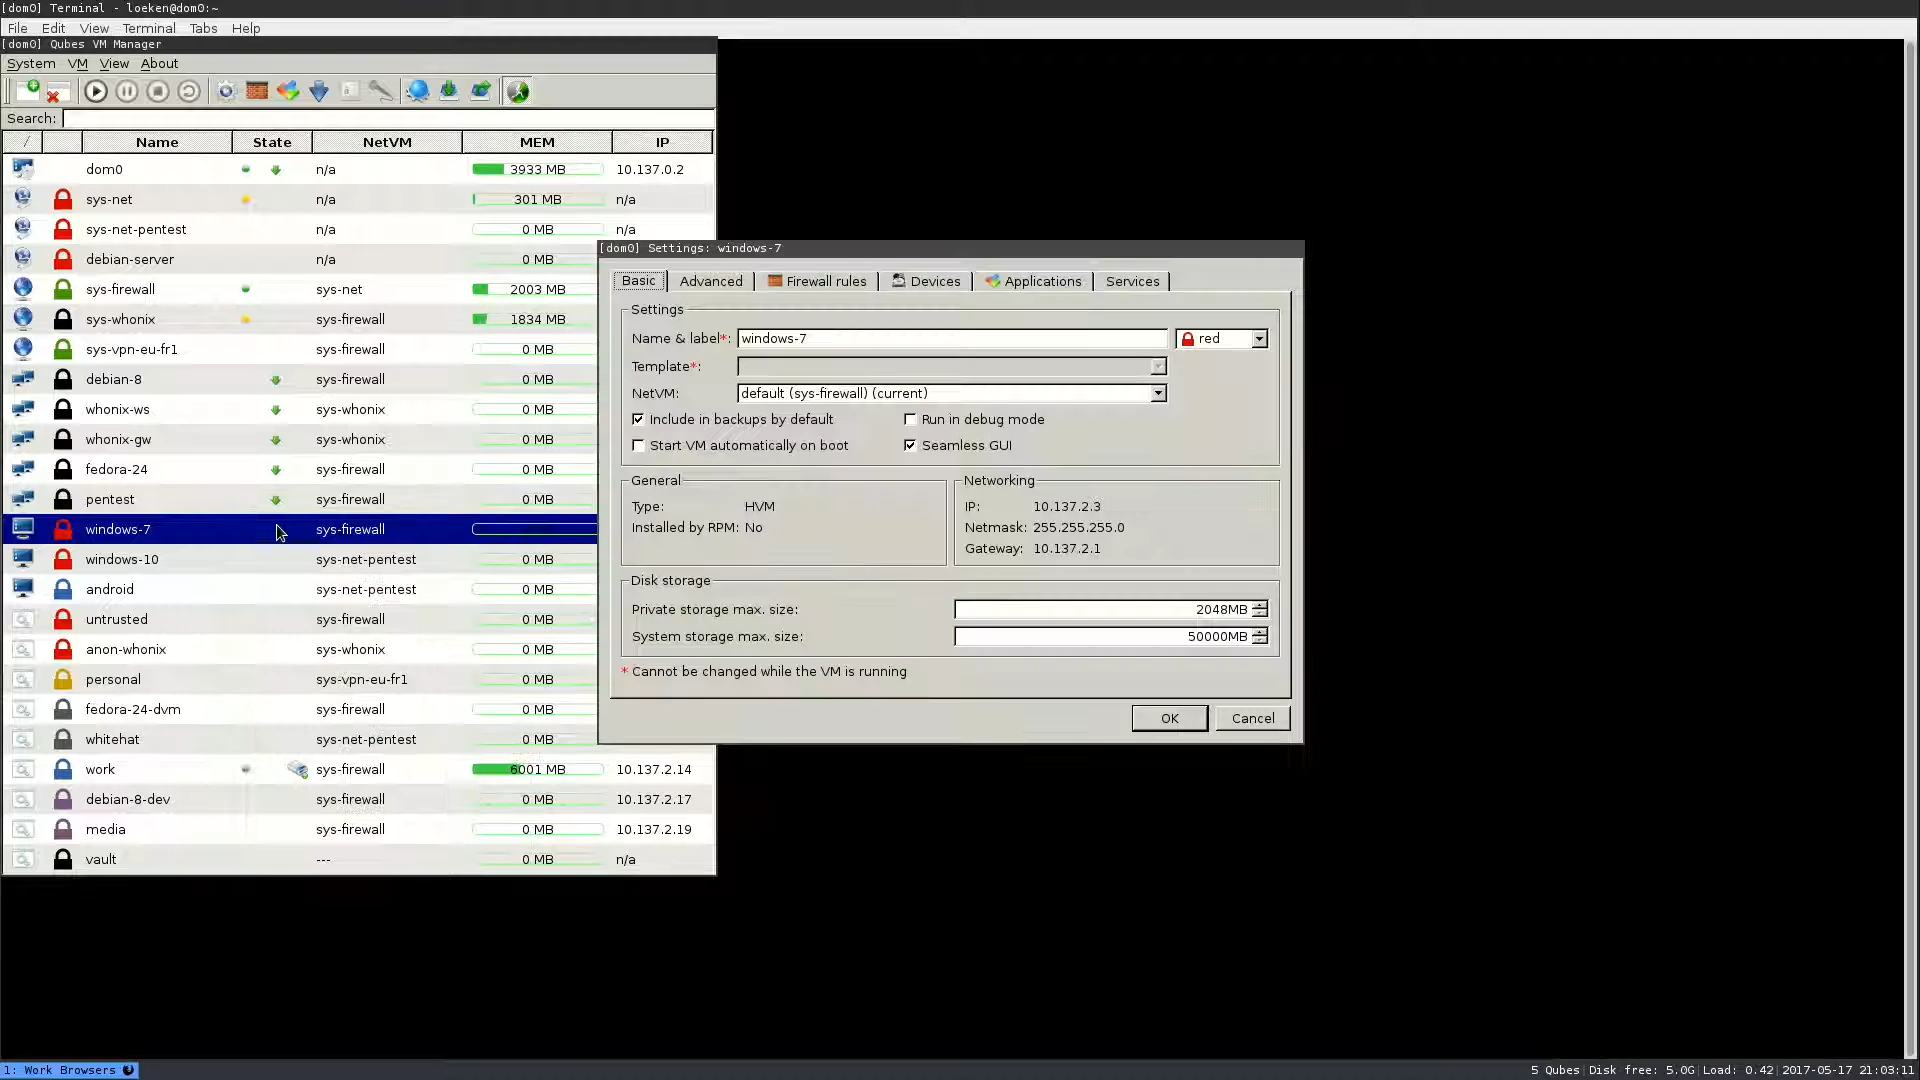 [dom0] Terminal - loeken@dom0:~
File Edit View Terminal Tabs Help
[dom0] Qubes VM Manager
System VM View About
Search:
/ Name State NetVM MEM IP
dom0 n/a 3933 MB 10.137.0.2
sys-net n/a 301 MB n/a
sys-net-pentest n/a 0 MB n/a
debian-server n/a 0 MB
sys-firewall sys-net 2003 MB
sys-whonix sys-firewall 1834 MB
sys-vpn-eu-fr1 sys-firewall 0 MB
debian-8 sys-firewall 0 MB
whonix-ws sys-whonix 0 MB
whonix-gw sys-whonix 0 MB
fedora-24 sys-firewall 0 MB
pentest sys-firewall 0 MB
windows-7 sys-firewall
windows-10 sys-net-pentest 0 MB
android sys-net-pentest 0 MB
untrusted sys-firewall 0 MB
anon-whonix sys-whonix 0 MB
personal sys-vpn-eu-fr1 0 MB
fedora-24-dvm sys-firewall 0 MB
whitehat sys-net-pentest 0 MB
work sys-firewall 6001 MB 10.137.2.14
debian-8-dev sys-firewall 0 MB 10.137.2.17
media sys-firewall 0 MB 10.137.2.19
vault --- 0 MB n/a
[dom0] Settings: windows-7
Basic Advanced Firewall rules Devices Applications Services
Settings
Name & label*: windows-7 red
Template*:
NetVM: default (sys-firewall) (current)
Include in backups by default Run in debug mode
Start VM automatically on boot Seamless GUI
General
Type: HVM
Installed by RPM: No
Networking
IP: 10.137.2.3
Netmask: 255.255.255.0
Gateway: 10.137.2.1
Disk storage
Private storage max. size: 2048MB
System storage max. size: 50000MB
* Cannot be changed while the VM is running
OK Cancel
1: Work Browsers
5 Qubes Disk free: 5.0G Load: 0.42 2017-05-17 21:03:11